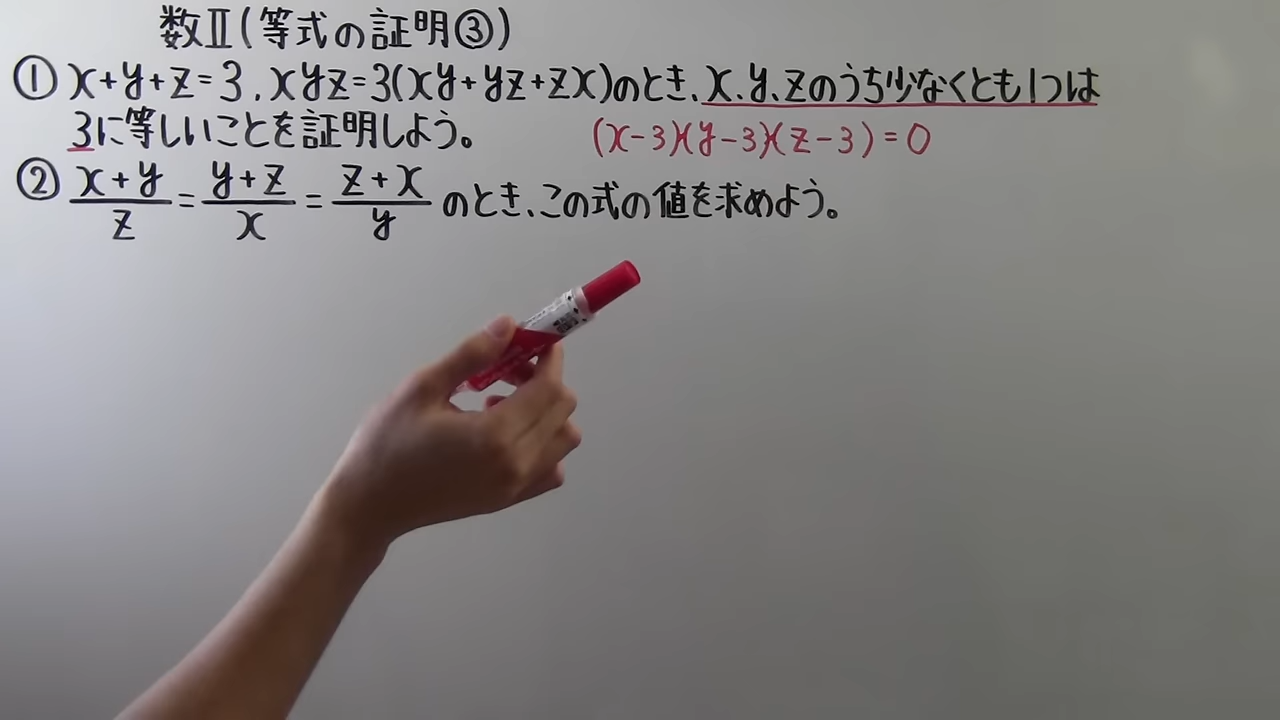 数Ⅱ(等式の証明③)
① x+y+z=3, xyz=3(xy+yz+zx)のとき、x、y、zのうち少なくとも1つは
3に等しいことを証明しよう。
(x-3)(y-3)(z-3)=0
② (x+y)/z = (y+z)/x = (z+x)/y のとき、この式の値を求めよう。